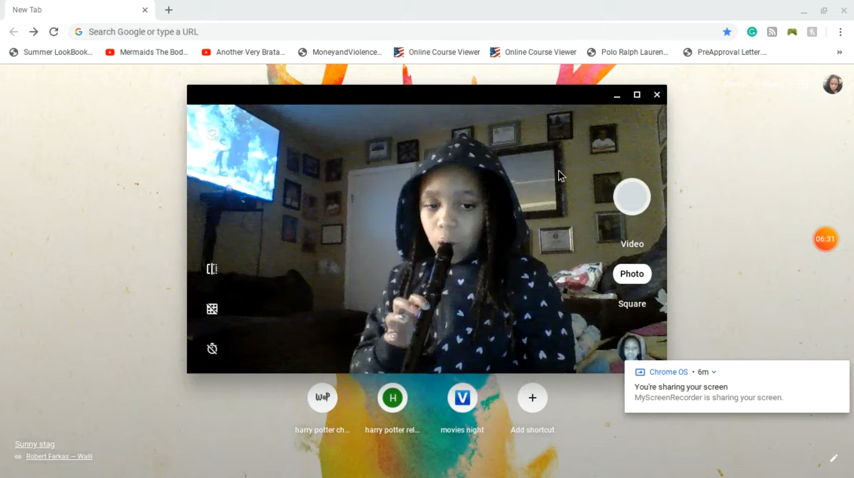 New Tab
Search Google or type a URL
Summer LookBook...
Mermaids The Bod...
Another Very Brata...
MoneyandViolence...
Online Course Viewer
Online Course Viewer
Polo Ralph Lauren...
PreApproval Letter....
»
Video
Photo
Square
06:31
Chrome OS • 6m
You're sharing your screen
MyScreenRecorder is sharing your screen.
WoP
H
V
harry potter ch...
harry potter rel...
movies night
Add shortcut
Sunny stag
Robert Farkas — Walli